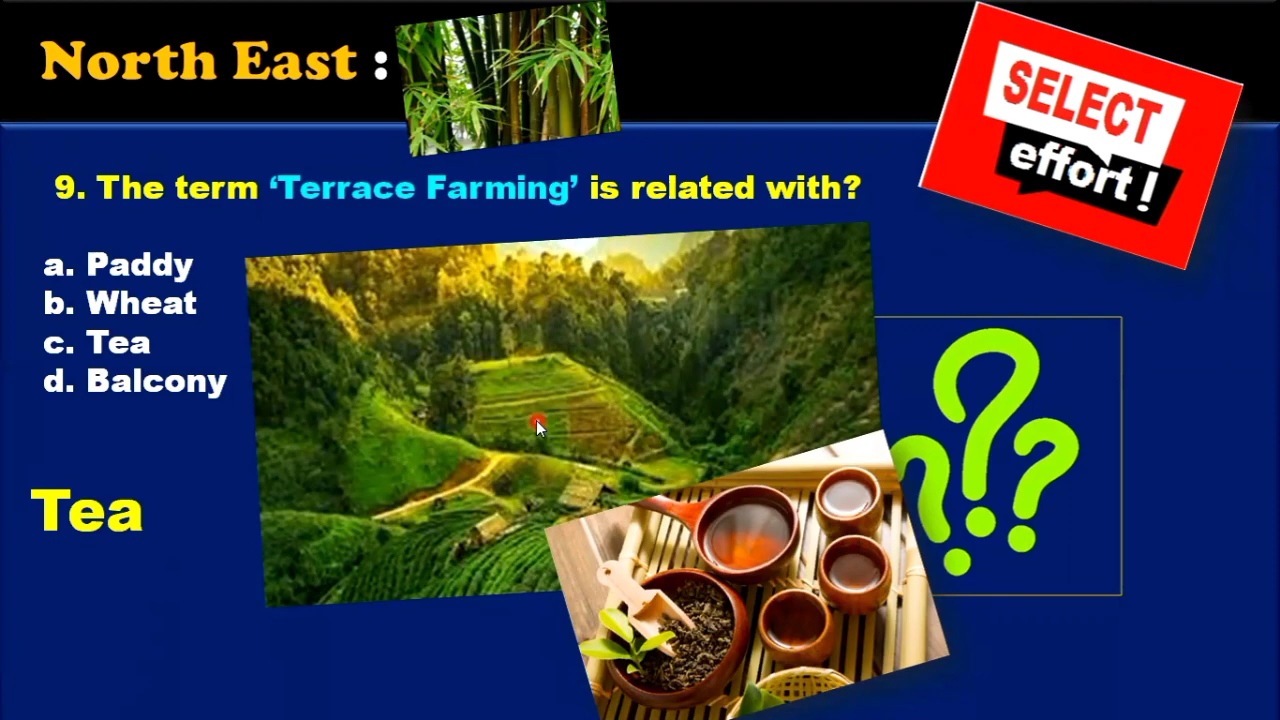 North East :
SELECT
effort !
9. The term ‘Terrace Farming’ is related with?
a. Paddy
b. Wheat
c. Tea
d. Balcony
Tea